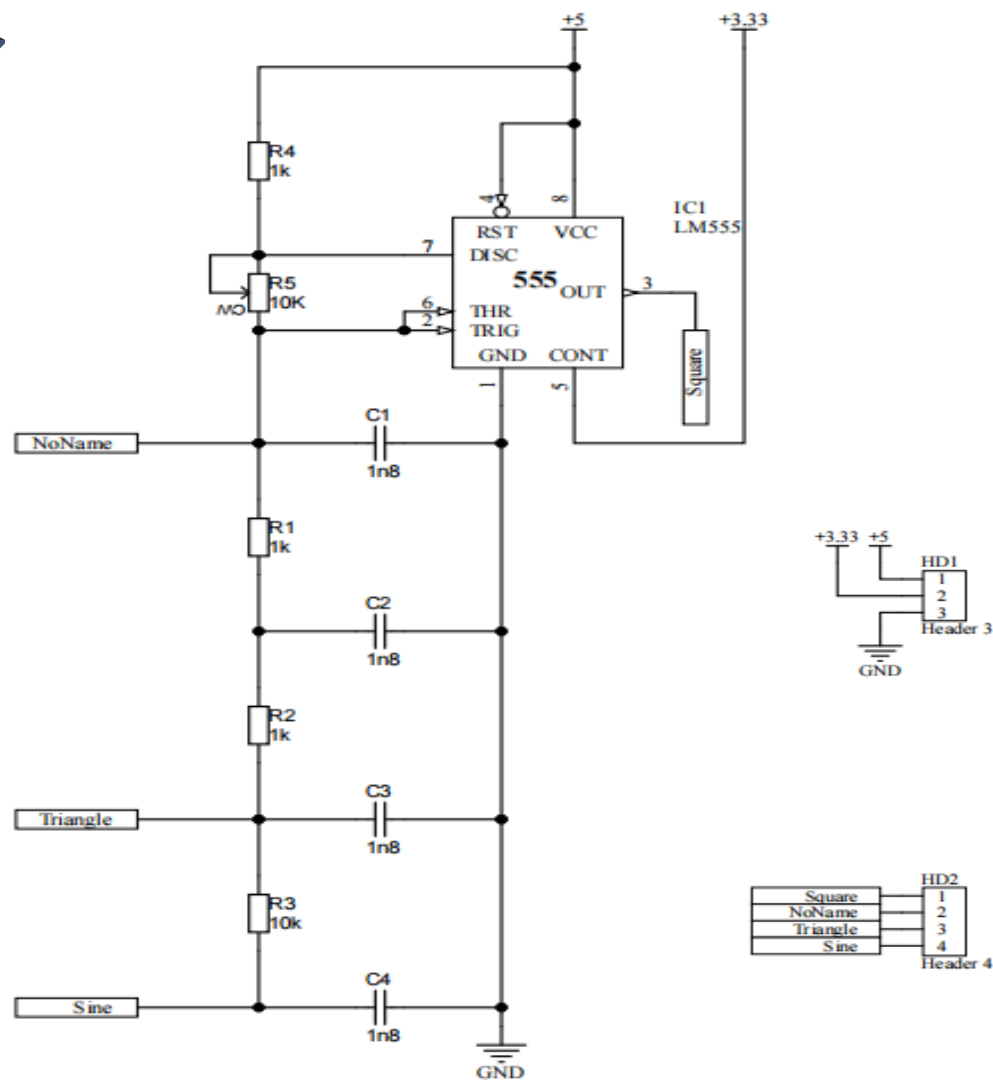 +5
+3.33
R4
1k
4
8
IC1
LM555
RST
VCC
7
DISC
R5
10K
CW
555
OUT
3
6
THR
2
TRIG
GND
CONT
1
5
Square
C1
NoName
1n8
R1
1k
+3.33
+5
HD1
1
2
3
Header 3
GND
C2
1n8
R2
1k
C3
Triangle
1n8
HD2
Square
1
NoName
2
Triangle
3
Sine
4
Header 4
R3
10k
C4
Sine
1n8
GND